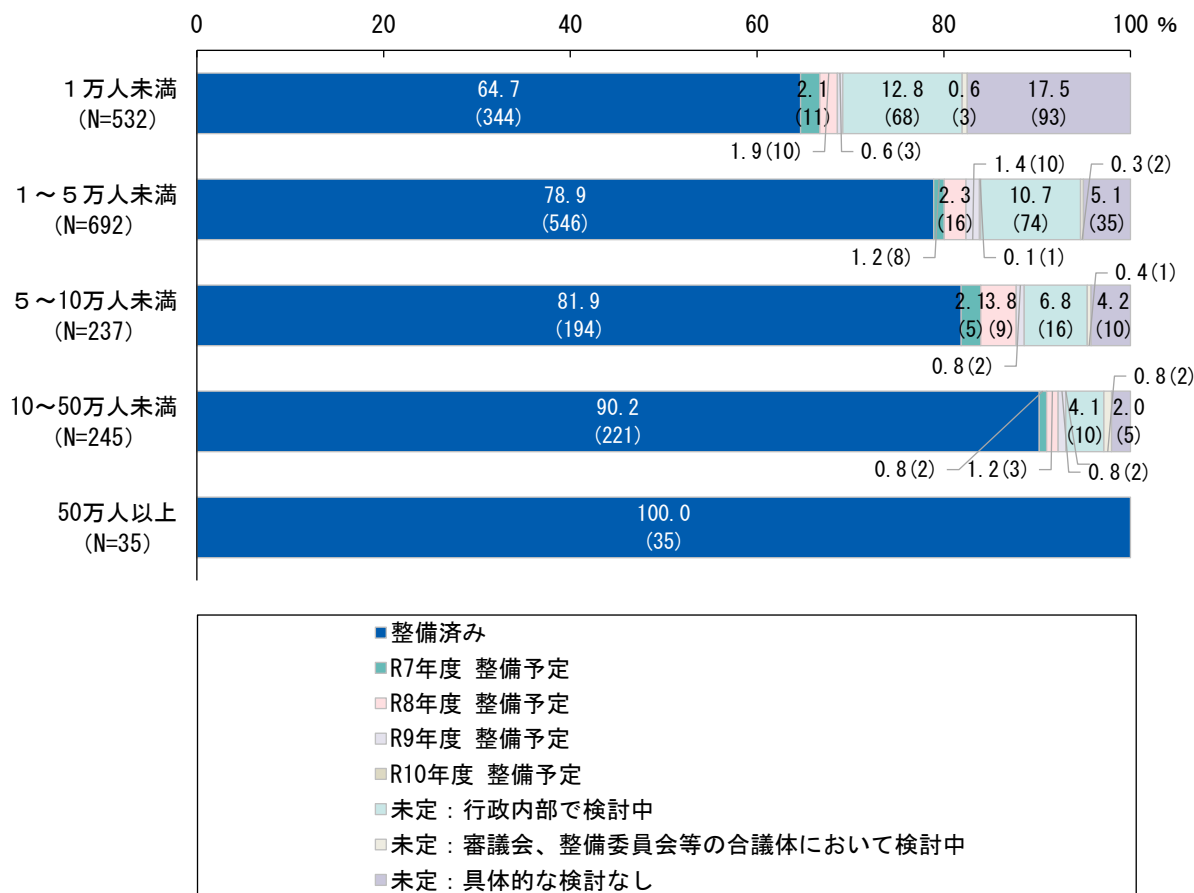 0 20 40 60 80 100 %
１万人未満
(N=532)
64.7
(344)
2.1
(11)
12.8
(68)
0.6
(3)
17.5
(93)
1.9(10)
0.6(3)
１～５万人未満
(N=692)
1.4(10)
0.3(2)
78.9
(546)
2.3
(16)
10.7
(74)
5.1
(35)
1.2(8)
0.1(1)
５～10万人未満
(N=237)
0.4(1)
81.9
(194)
2.1
(5)
3.8
(9)
6.8
(16)
4.2
(10)
0.8(2)
10～50万人未満
(N=245)
0.8(2)
90.2
(221)
4.1
(10)
2.0
(5)
0.8(2)
1.2(3)
0.8(2)
50万人以上
(N=35)
100.0
(35)
整備済み
R7年度 整備予定
R8年度 整備予定
R9年度 整備予定
R10年度 整備予定
未定：行政内部で検討中
未定：審議会、整備委員会等の合議体において検討中
未定：具体的な検討なし